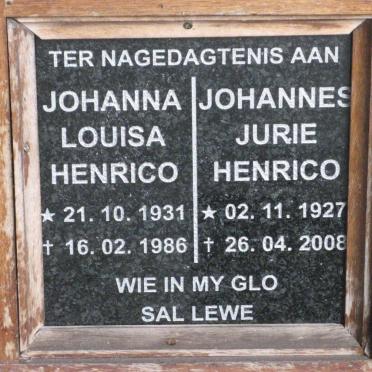 TER NAGEDAGTENIS AAN
JOHANNA
LOUISA
HENRICO
★ 21. 10. 1931
✝ 16. 02. 1986
JOHANNES
JURIE
HENRICO
★ 02. 11. 1927
✝ 26. 04. 2008
WIE IN MY GLO
SAL LEWE